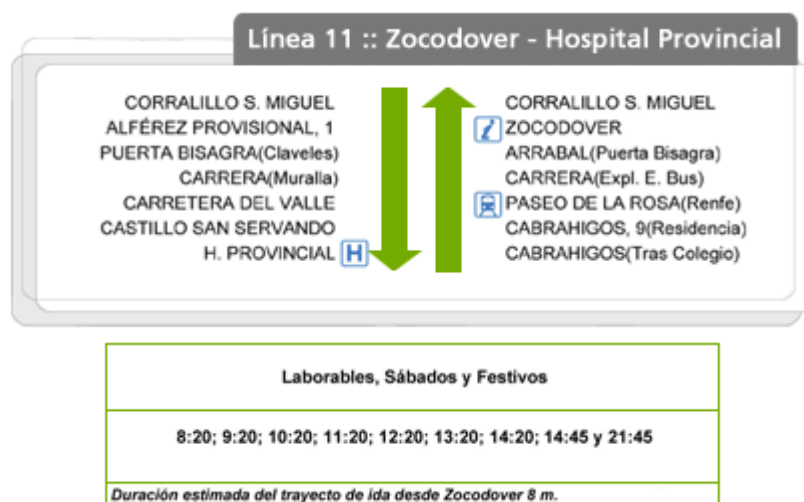 Línea 11 :: Zocodover - Hospital Provincial
CORRALILLO S. MIGUEL
ALFÉREZ PROVISIONAL, 1
PUERTA BISAGRA(Claveles)
CARRERA(Muralla)
CARRETERA DEL VALLE
CASTILLO SAN SERVANDO
H. PROVINCIAL H
CORRALILLO S. MIGUEL
i ZOCODOVER
ARRABAL(Puerta Bisagra)
CARRERA(Expl. E. Bus)
PASEO DE LA ROSA(Renfe)
CABRAHIGOS, 9(Residencia)
CABRAHIGOS(Tras Colegio)
Laborables, Sábados y Festivos
8:20; 9:20; 10:20; 11:20; 12:20; 13:20; 14:20; 14:45 y 21:45
Duración estimada del trayecto de ida desde Zocodover 8 m.